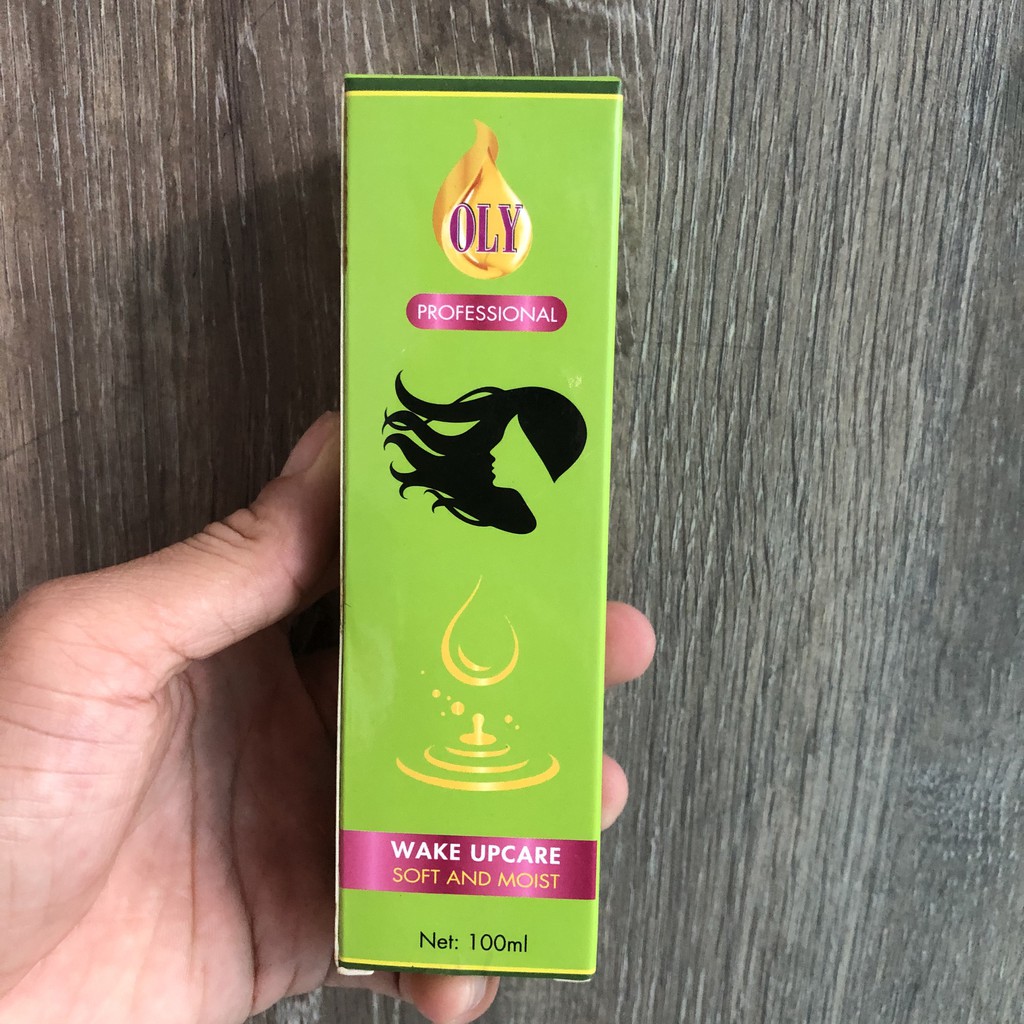 OLY
PROFESSIONAL
WAKE UPCARE
SOFT AND MOIST
Net: 100ml